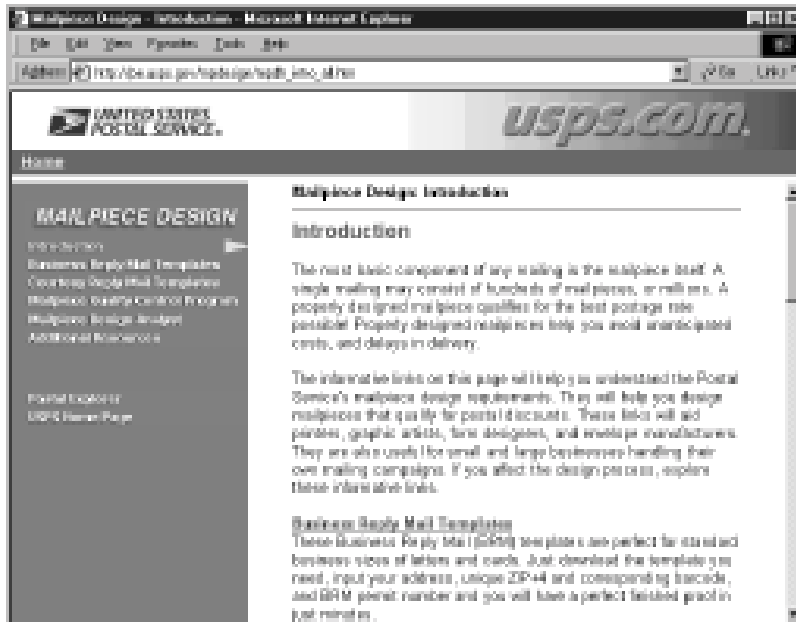 Mailpiece Design - Introduction - Microsoft Internet Explorer
File Edit View Favorites Tools Help
Address Go Links
UNITED STATES
POSTAL SERVICE.
usps.com.
Home
MAILPIECE DESIGN
Introduction
Business Reply Mail Templates
Courtesy Reply Mail Templates
Mailpiece Quality Control Program
Mailpiece Design Analyst
Additional Resources
Postal Explorer
USPS Home Page
Mailpiece Design: Introduction
Introduction
The most basic component of any mailing is the mailpiece itself. A
single mailing may consist of hundreds of mailpieces, or millions. A
properly designed mailpiece qualifies for the best postage rate
possible! Properly designed mailpieces help you avoid unanticipated
costs, and delays in delivery.
The informative links on this page will help you understand the Postal
Service's mailpiece design requirements. They will help you design
mailpieces that qualify for postal discounts. These links will aid
printers, graphic artists, form designers, and envelope manufacturers.
They are also useful for small and large businesses handling their
own mailing campaigns. If you affect the design process, explore
these informative links.
Business Reply Mail Templates
These Business Reply Mail (BRM) templates are perfect for standard
business sizes of letters and cards. Just download the template you
need, input your address, unique ZIP+4 and corresponding barcode,
and BRM permit number and you will have a perfect finished proof in
just minutes.